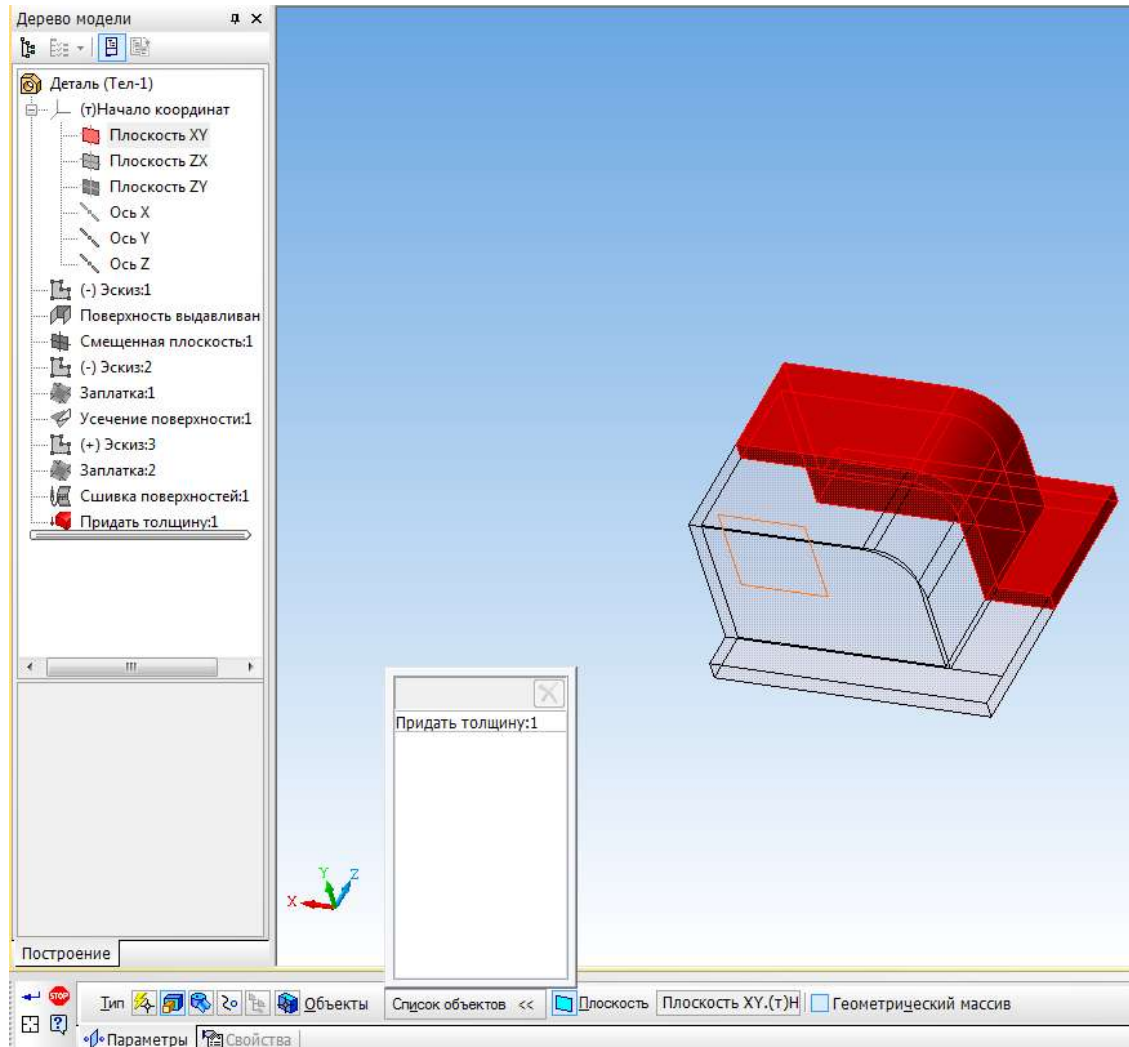 Дерево модели
Деталь (Тел-1)
(т)Начало координат
Плоскость XY
Плоскость ZX
Плоскость ZY
Ось X
Ось Y
Ось Z
(-) Эскиз:1
Поверхность выдавливан
Смещенная плоскость:1
(-) Эскиз:2
Заплатка:1
Усечение поверхности:1
(+) Эскиз:3
Заплатка:2
Сшивка поверхностей:1
Придать толщину:1
Придать толщину:1
Y Z
X
Построение
STOP Тип Объекты Список объектов << Плоскость Плоскость XY.(т)Н Геометрический массив
? Параметры Свойства